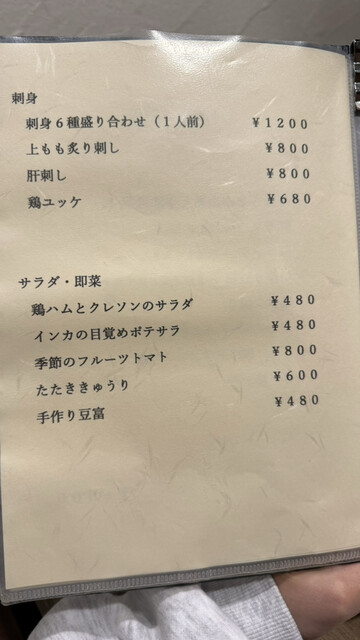 刺身
刺身６種盛り合わせ（１人前） ￥１２００
上もも炙り刺し ￥８００
肝刺し ￥８００
鶏ユッケ ￥６８０
サラダ・即菜
鶏ハムとクレソンのサラダ ￥４８０
インカの目覚めポテサラ ￥４８０
季節のフルーツトマト ￥８００
たたききゅうり ￥６００
手作り豆富 ￥４８０